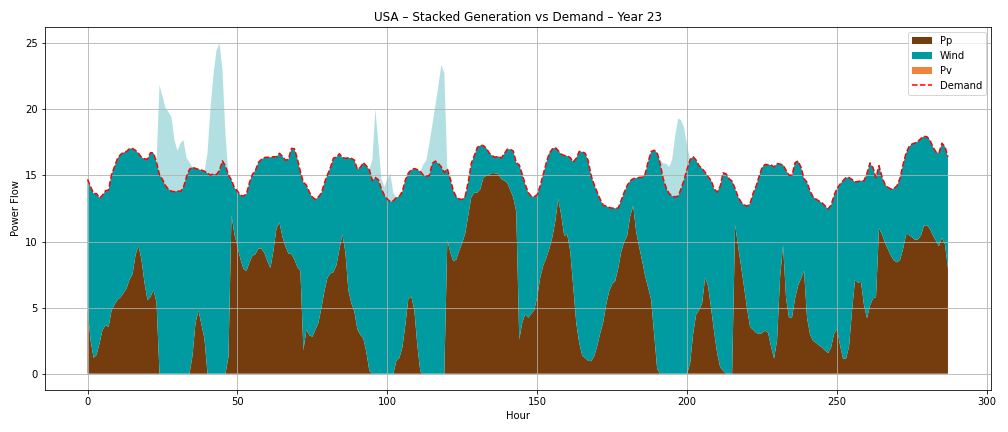 USA – Stacked Generation vs Demand – Year 23
Pp
Wind
Pv
Demand
Power Flow
25
20
15
10
5
0
0 50 100 150 200 250 300
Hour